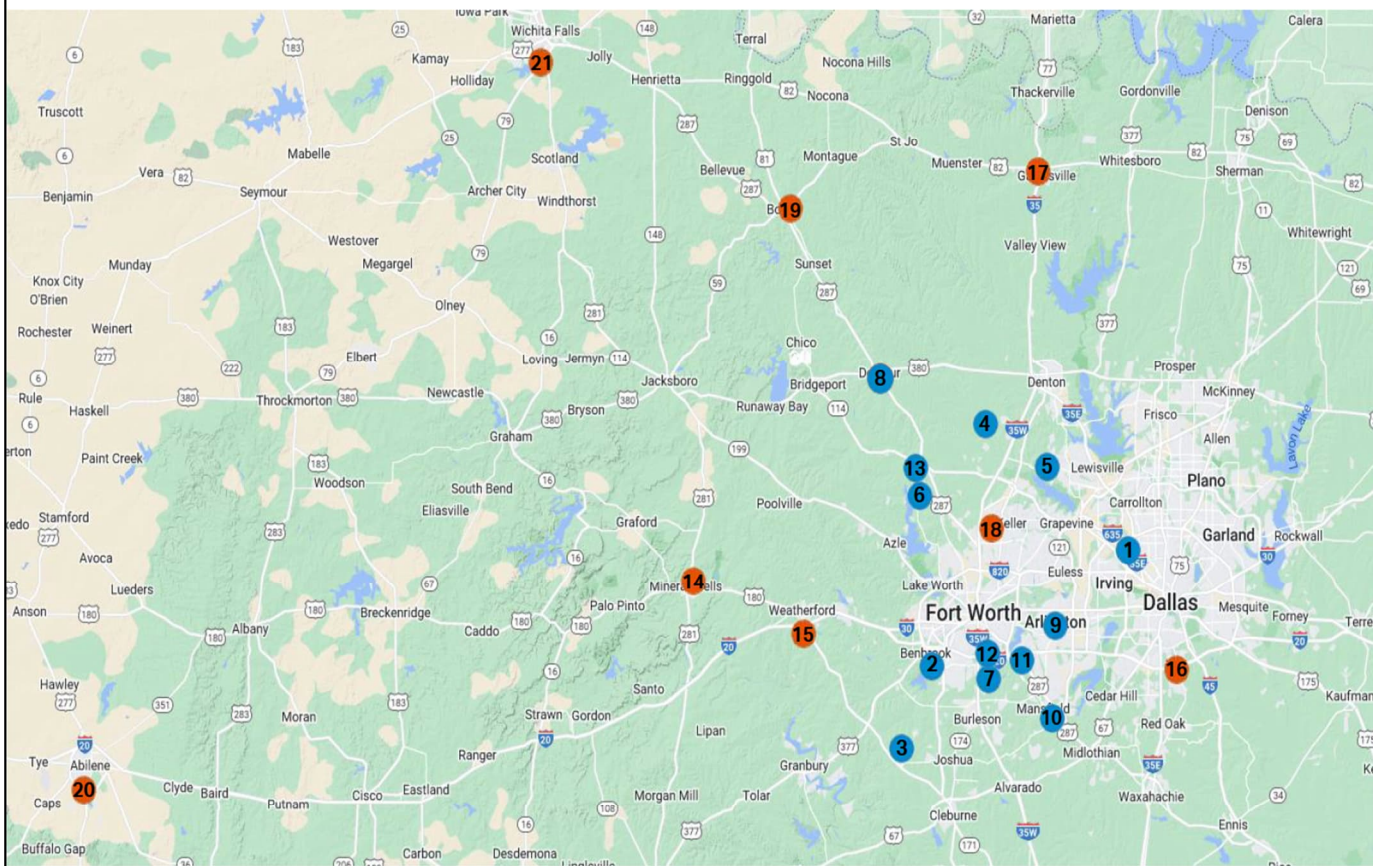 Iowa Park
Wichita Falls
Terral
Marietta
Calera
Kamay
Holliday
21
Jolly
Henrietta
Ringgold
Nocona Hills
Nocona
Thackerville
Gordonville
Denison
Truscott
Mabelle
Scotland
Bellevue
Montague
St Jo
Muenster
17
Whitesboro
Sherman
Vera
Benjamin
Seymour
Archer City
Windthorst
19
Valley View
Whitewright
Westover
Munday
Megargel
Sunset
Knox City
O'Brien
Olney
Rochester
Weinert
Elbert
Loving
Jermyn
Chico
Jacksboro
Bridgeport
8
Denton
Prosper
McKinney
Rule
Haskell
Throckmorton
Newcastle
Bryson
Runaway Bay
Frisco
4
Graham
Allen
Paint Creek
Woodson
South Bend
Eliasville
Poolville
13
6
5
Lewisville
Plano
Lavon Lake
Carrollton
Stamford
Graford
18
Grapevine
Garland
Rockwall
Avoca
Azle
1
Lueders
Lake Worth
Euless
Irving
14
Anson
Breckenridge
Palo Pinto
Weatherford
Fort Worth
9
Dallas
Mesquite
Forney
Albany
Caddo
15
Benbrook
2
12
11
7
16
Hawley
Santo
Cedar Hill
Moran
Strawn
Gordon
Lipan
Burleson
10
Red Oak
Midlothian
Tye
Abilene
20
Caps
Clyde
Baird
Putnam
Cisco
Eastland
Ranger
Morgan Mill
Granbury
Tolar
3
Joshua
Alvarado
Waxahachie
Cleburne
Ennis
Buffalo Gap
Carbon
Desdemona